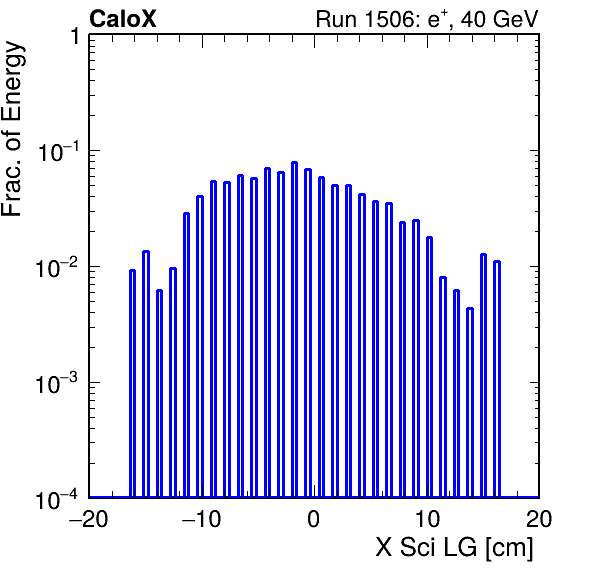 CaloX Run 1506: e⁺, 40 GeV
Frac. of Energy
1
10⁻¹
10⁻²
10⁻³
10⁻⁴
−20 −10 0 10 20
X Sci LG [cm]